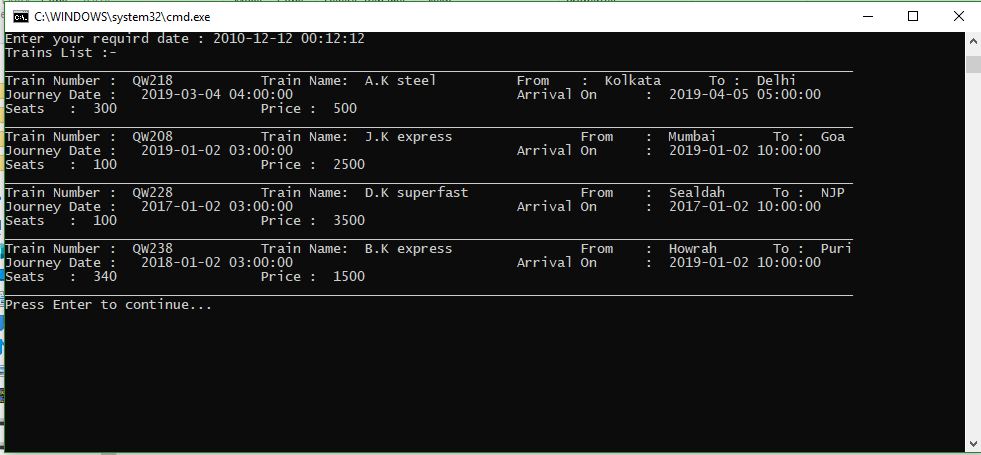 C:\WINDOWS\system32\cmd.exe
Enter your requird date : 2010-12-12 00:12:12
Trains List :-
Train Number : QW218 Train Name: A.K steel From : Kolkata To : Delhi
Journey Date : 2019-03-04 04:00:00 Arrival On : 2019-04-05 05:00:00
Seats : 300 Price : 500
Train Number : QW208 Train Name: J.K express From : Mumbai To : Goa
Journey Date : 2019-01-02 03:00:00 Arrival On : 2019-01-02 10:00:00
Seats : 100 Price : 2500
Train Number : QW228 Train Name: D.K superfast From : Sealdah To : NJP
Journey Date : 2017-01-02 03:00:00 Arrival On : 2017-01-02 10:00:00
Seats : 100 Price : 3500
Train Number : QW238 Train Name: B.K express From : Howrah To : Puri
Journey Date : 2018-01-02 03:00:00 Arrival On : 2019-01-02 10:00:00
Seats : 340 Price : 1500
Press Enter to continue...